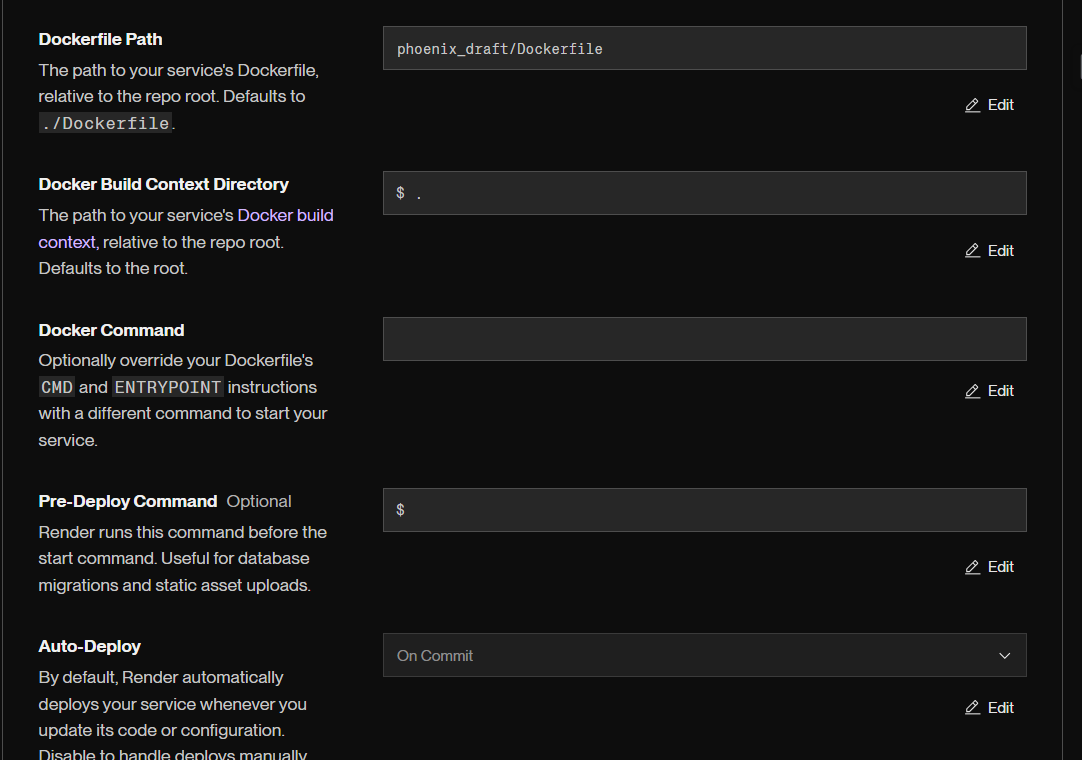 Dockerfile Path
The path to your service's Dockerfile,
relative to the repo root. Defaults to
./Dockerfile.
phoenix_draft/Dockerfile
Edit
Docker Build Context Directory
The path to your service's Docker build
context, relative to the repo root.
Defaults to the root.
$ .
Edit
Docker Command
Optionally override your Dockerfile's
CMD and ENTRYPOINT instructions
with a different command to start your
service.
Edit
Pre-Deploy Command Optional
Render runs this command before the
start command. Useful for database
migrations and static asset uploads.
$
Edit
Auto-Deploy
By default, Render automatically
deploys your service whenever you
update its code or configuration.
Disable to handle deploys manually
On Commit
Edit